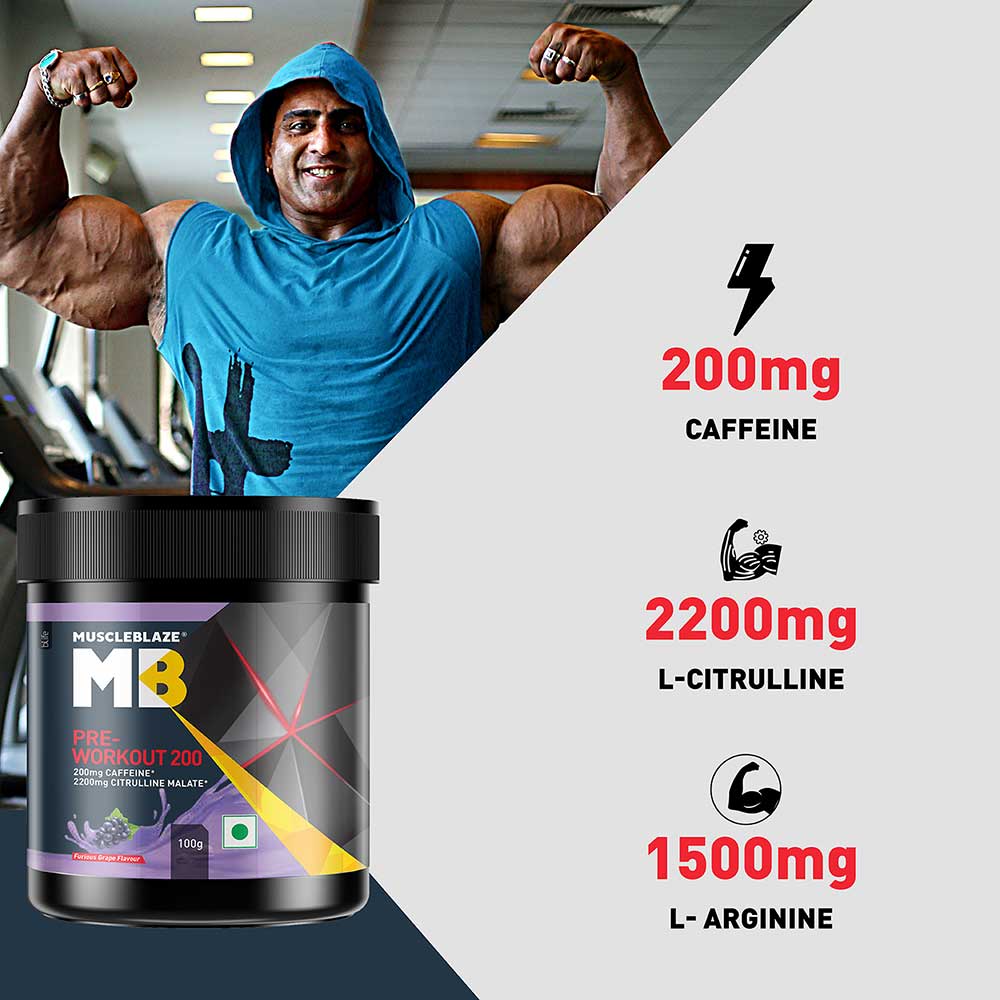 200mg
CAFFEINE
2200mg
L-CITRULLINE
1500mg
L- ARGININE
bLife
MUSCLEBLAZE®
MB
PRE-
WORKOUT 200
200mg CAFFEINE*
2200mg CITRULLINE MALATE*
Furious Grape Flavour
100g